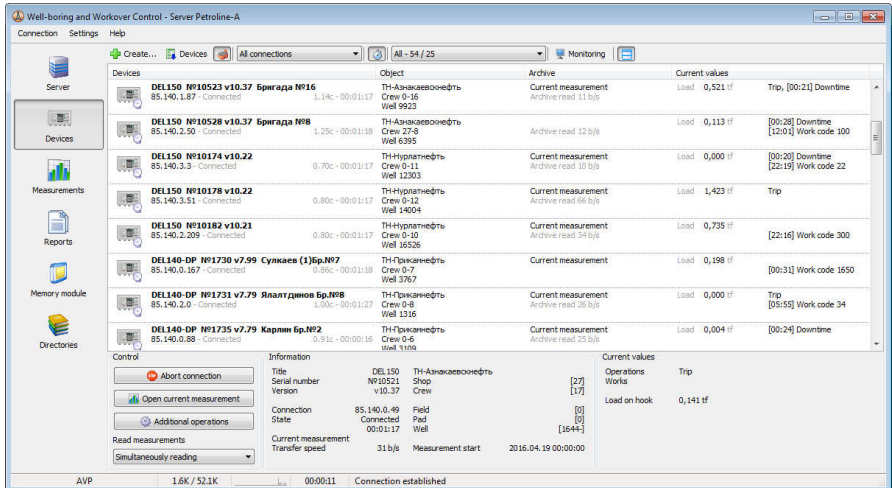 Well-boring and Workover Control - Server Petroline-A
Connection Settings Help
Create... Devices All connections All - 54 / 25 Monitoring
Server
Devices
Measurements
Reports
Memory module
Directories
Devices Object Archive Current values
DEL150 №10523 v10.37 Бригада №16 ТН-Азнакаевскнефть Current measurement Load 0,521 tf Trip, [00:21] Downtime
85.140.1.87 - Connected 1.14c - 00:01:17 Crew 0-16 Archive read 11 b/s
Well 9923
DEL150 №10528 v10.37 Бригада №8 ТН-Азнакаевскнефть Load 0,113 tf [00:28] Downtime
85.140.2.50 - Connected 1.25c - 00:01:18 Crew 27-8 Archive read 12 b/s [12:01] Work code 100
Well 6395
DEL150 №10174 v10.22 ТН-Нурлатнефть Current measurement Load 0,000 tf [00:20] Downtime
85.140.3.3 - Connected 0.70c - 00:01:17 Crew 0-11 Archive read 10 b/s [22:19] Work code 22
Well 12303
DEL150 №10178 v10.22 ТН-Нурлатнефть Current measurement Load 1,423 tf Trip
85.140.3.51 - Connected 0.80c - 00:01:17 Crew 0-12 Archive read 66 b/s
Well 14004
DEL150 №10182 v10.21 ТН-Нурлатнефть Current measurement Load 0,735 tf
85.140.2.209 - Connected 0.80c - 00:01:17 Crew 0-10 Archive read 34 b/s [22:16] Work code 300
Well 16526
DEL140-DP №1730 v7.99 Сулкаев (1)Бр.№7 ТН-Прикамнефть Current measurement Load 0,198 tf
85.140.0.167 - Connected 0.86c - 00:01:18 Crew 0-7 [00:31] Work code 1650
Well 3767
DEL140-DP №1731 v7.79 Ялалтдинов Бр.№8 ТН-Прикамнефть Current measurement Load 0,000 tf Trip
85.140.2.0 - Connected 1.00c - 00:01:27 Crew 0-8 Archive read 26 b/s [05:55] Work code 34
Well 1316
DEL140-DP №1735 v7.79 Карлин Бр.№2 ТН-Прикамнефть Current measurement Load 0,004 tf [00:24] Downtime
85.140.0.88 - Connected 0.91c - 00:00:16 Crew 0-6 Archive read 25 b/s
Well 3109
Control
Abort connection
Open current measurement
Additional operations
Read measurements
Simultaneously reading
Information
Title DEL150 ТН-Азнакаевскнефть
Serial number №10521 Shop [27]
Version v10.37 Crew [17]
Connection 85.140.0.49 Field [0]
State Connected Pad [0]
00:01:17 Well [1644-]
Current measurement
Transfer speed 31 b/s Measurement start 2016.04.19 00:00:00
Current values
Operations Trip
Works
Load on hook 0,141 tf
AVP 1.6K / 52.1K 00:00:11 Connection established